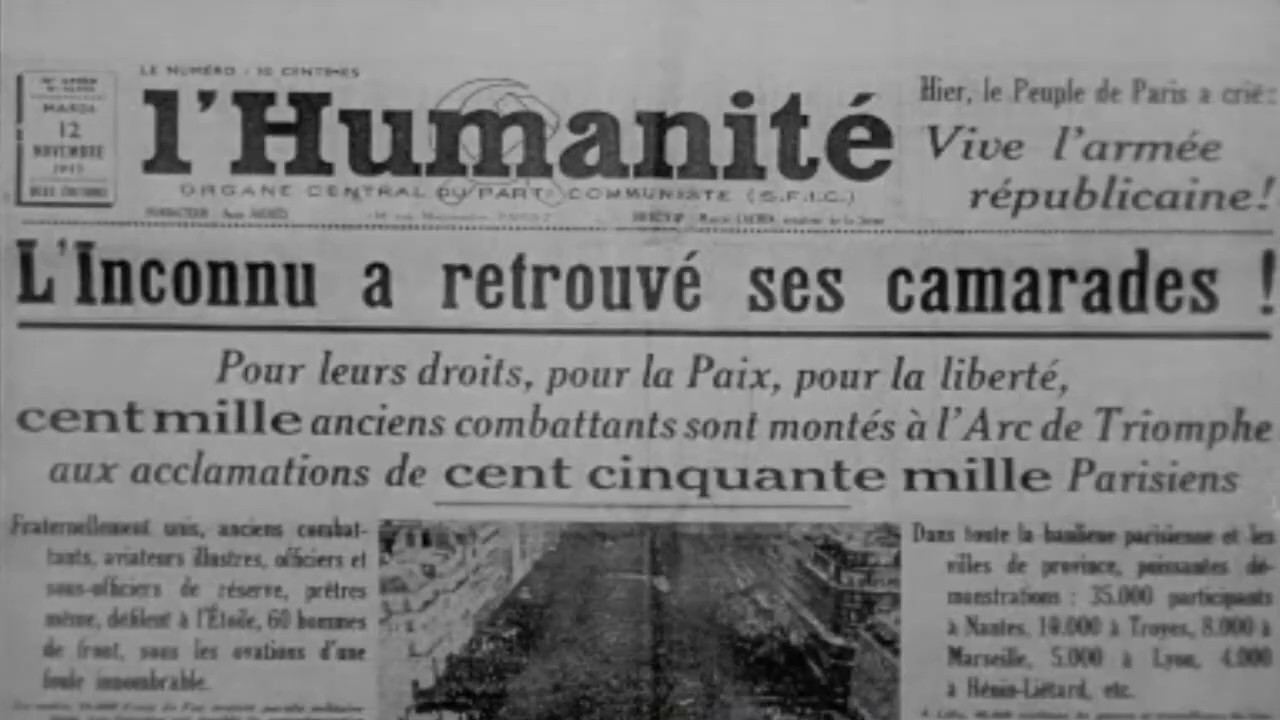 LE NUMÉRO : 30 CENTIMES
MARDI
12
NOVEMBRE
l'Humanité
ORGANE CENTRAL DU PARTI COMMUNISTE (S.F.I.C.)
Hier, le Peuple de Paris a crié :
Vive l'armée
républicaine !
L'Inconnu a retrouvé ses camarades !
Pour leurs droits, pour la Paix, pour la liberté,
cent mille anciens combattants sont montés à l'Arc de Triomphe
aux acclamations de cent cinquante mille Parisiens
Fraternellement unis, anciens combat-
tants, aviateurs illustres, officiers et
sous-officiers de réserve, prêtres
même, défilent à l'Étoile, 60 hommes
de front, sous les ovations d'une
foule innombrable.
Dans toute la banlieue parisienne et les
villes de province, puissantes dé-
monstrations : 35.000 participants
à Nantes, 10.000 à Troyes, 8.000 à
Marseille, 5.000 à Lyon, 4.000
à Hénin-Liétard, etc.